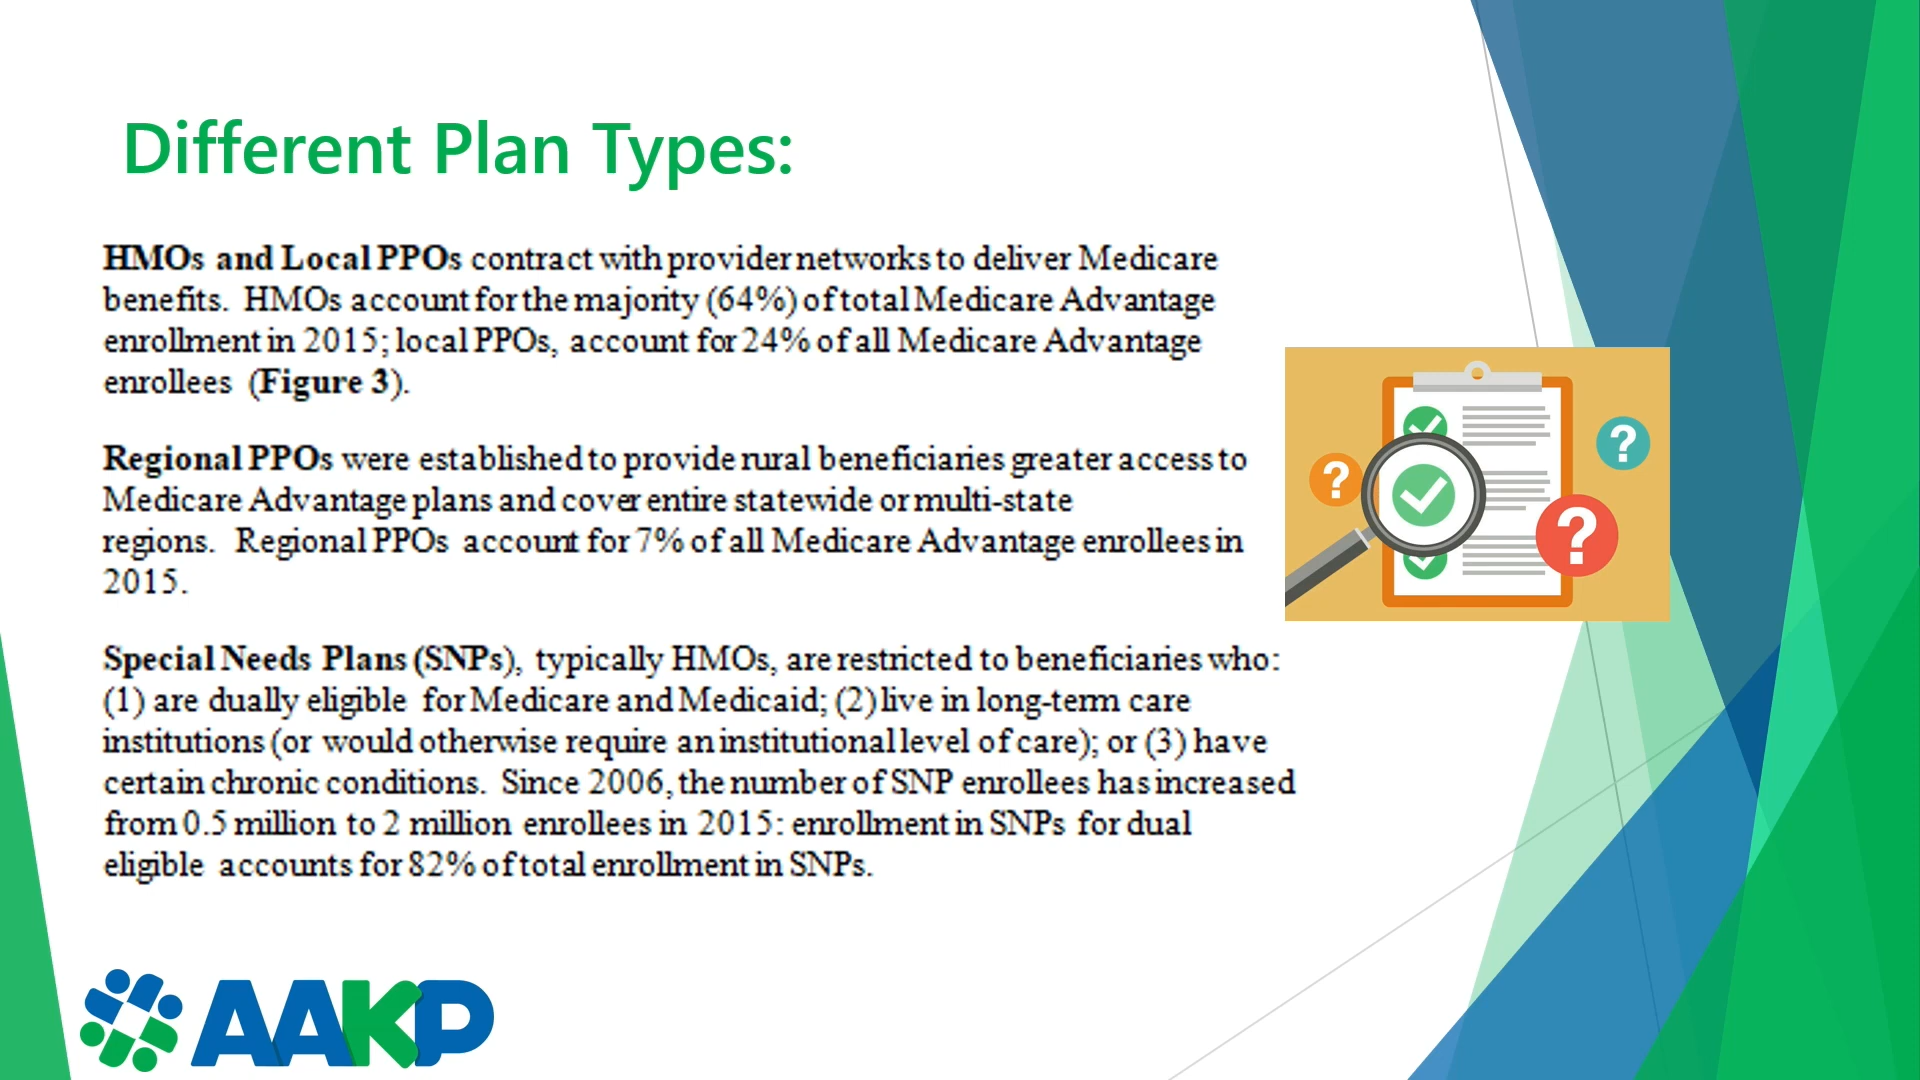 Different Plan Types:
HMOs and Local PPOs contract with provider networks to deliver Medicare
benefits. HMOs account for the majority (64%) of total Medicare Advantage
enrollment in 2015; local PPOs, account for 24% of all Medicare Advantage
enrollees (Figure 3).
Regional PPOs were established to provide rural beneficiaries greater access to
Medicare Advantage plans and cover entire statewide or multi-state
regions. Regional PPOs account for 7% of all Medicare Advantage enrollees in
2015.
Special Needs Plans (SNPs), typically HMOs, are restricted to beneficiaries who:
(1) are dually eligible for Medicare and Medicaid; (2) live in long-term care
institutions (or would otherwise require an institutional level of care); or (3) have
certain chronic conditions. Since 2006, the number of SNP enrollees has increased
from 0.5 million to 2 million enrollees in 2015: enrollment in SNPs for dual
eligible accounts for 82% of total enrollment in SNPs.
?
?
?
AAKP